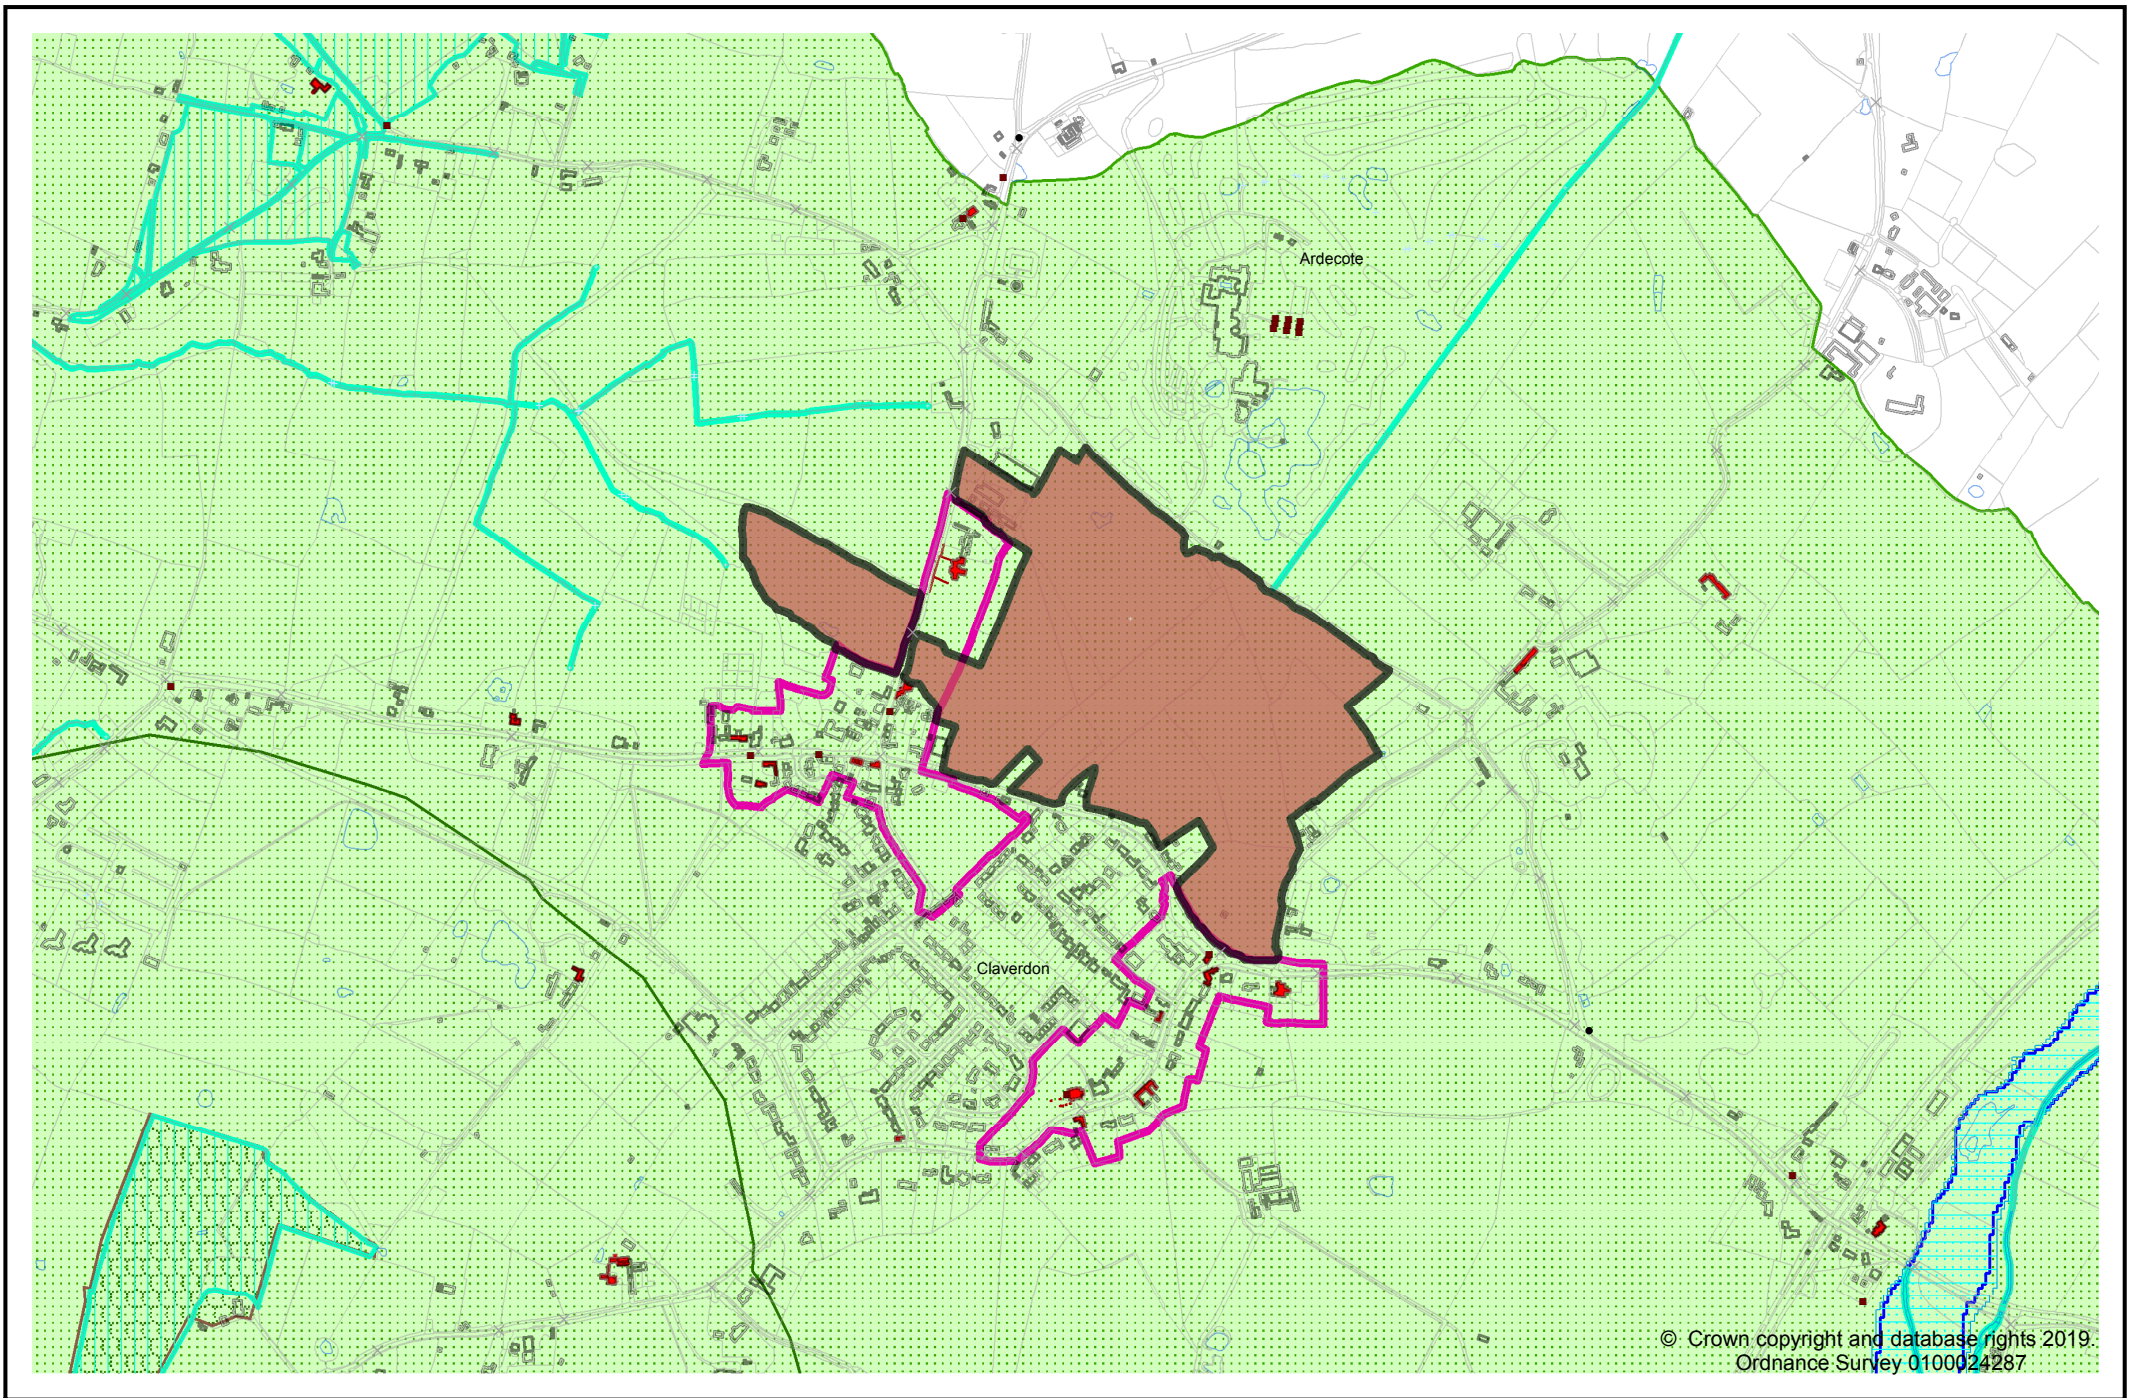 Ardecote
Claverdon
© Crown copyright and database rights 2019.
Ordnance Survey 0100024287